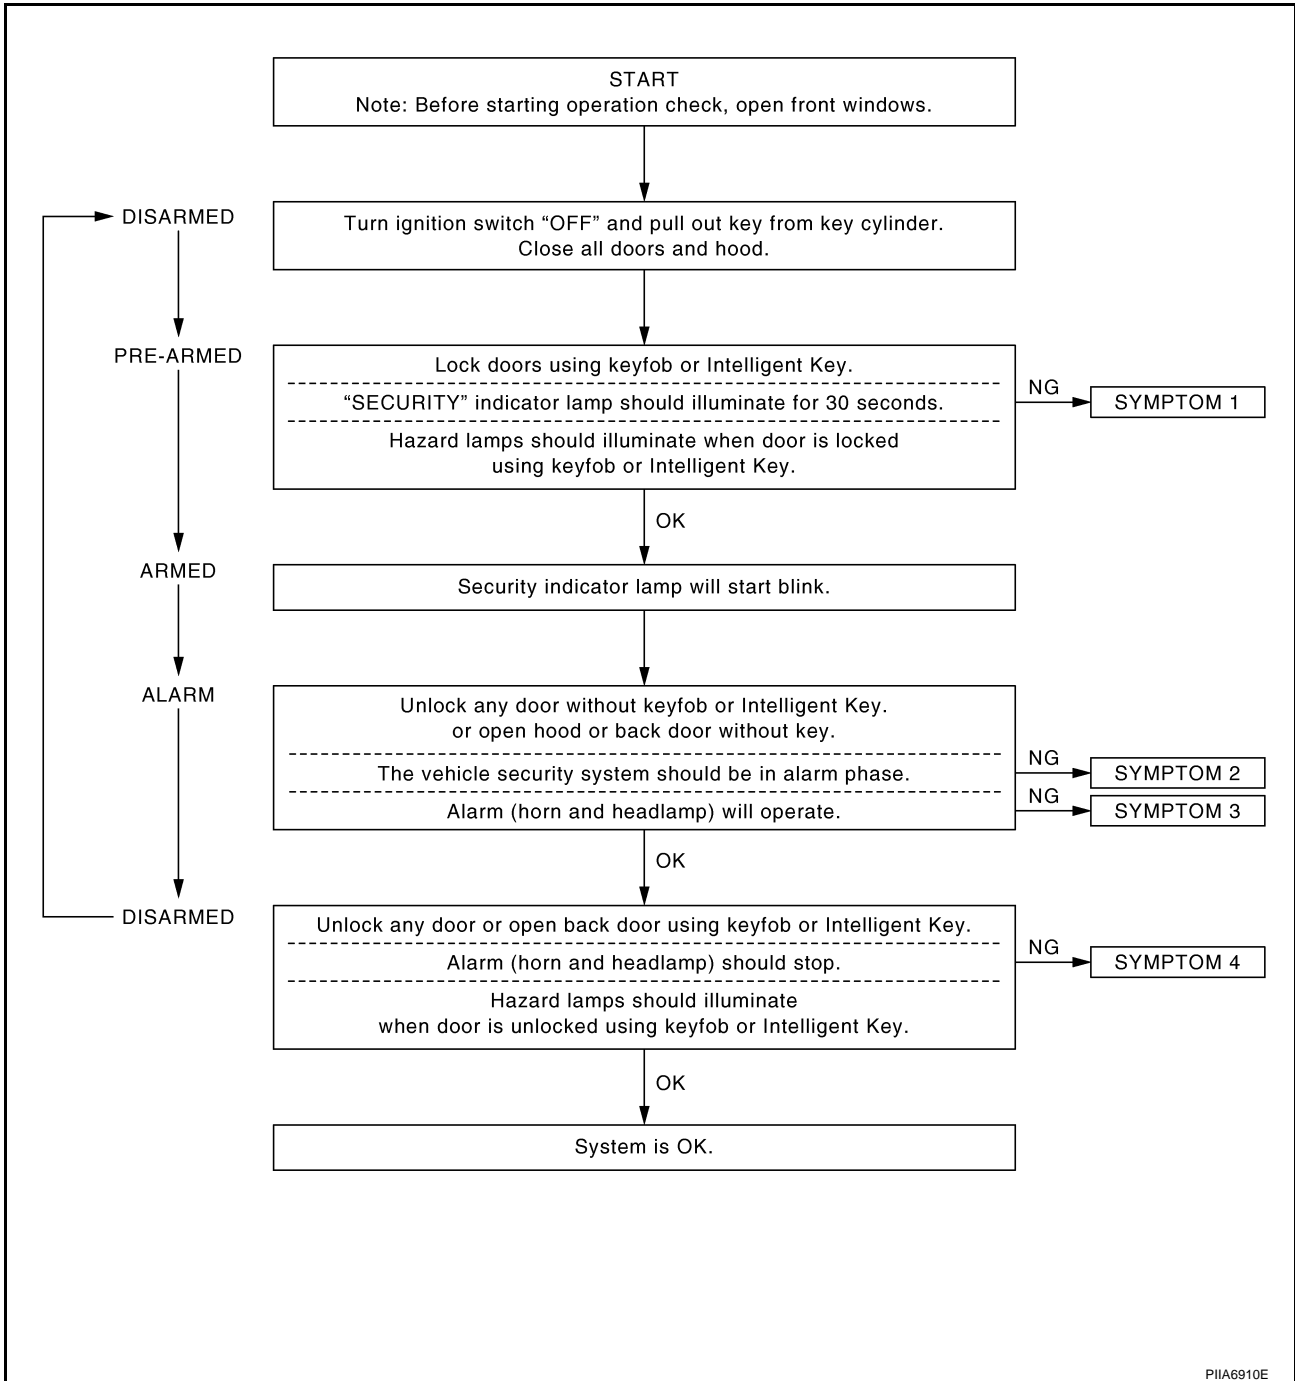 START
Note: Before starting operation check, open front windows.
DISARMED
Turn ignition switch “OFF” and pull out key from key cylinder.
Close all doors and hood.
PRE-ARMED
Lock doors using keyfob or Intelligent Key.
“SECURITY” indicator lamp should illuminate for 30 seconds.
NG
SYMPTOM 1
Hazard lamps should illuminate when door is locked
using keyfob or Intelligent Key.
OK
ARMED
Security indicator lamp will start blink.
ALARM
Unlock any door without keyfob or Intelligent Key.
or open hood or back door without key.
The vehicle security system should be in alarm phase.
NG
SYMPTOM 2
Alarm (horn and headlamp) will operate.
NG
SYMPTOM 3
OK
DISARMED
Unlock any door or open back door using keyfob or Intelligent Key.
Alarm (horn and headlamp) should stop.
NG
SYMPTOM 4
Hazard lamps should illuminate
when door is unlocked using keyfob or Intelligent Key.
OK
System is OK.
PIIA6910E